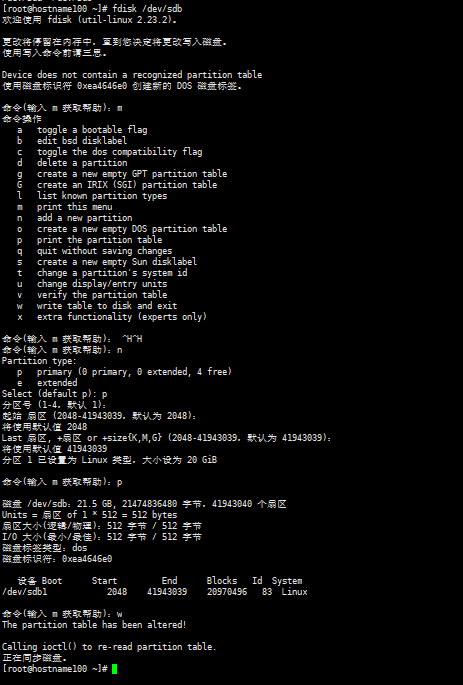 [root@hostname100 ~]# fdisk /dev/sdb
欢迎使用 fdisk (util-linux 2.23.2)。
更改将停留在内存中，直到您决定将更改写入磁盘。
使用写入命令前请三思。
Device does not contain a recognized partition table
使用磁盘标识符 0xea4646e0 创建新的 DOS 磁盘标签。
命令(输入 m 获取帮助)：m
命令操作
a   toggle a bootable flag
b   edit bsd disklabel
c   toggle the dos compatibility flag
d   delete a partition
g   create a new empty GPT partition table
G   create an IRIX (SGI) partition table
l   list known partition types
m   print this menu
n   add a new partition
o   create a new empty DOS partition table
p   print the partition table
q   quit without saving changes
s   create a new empty Sun disklabel
t   change a partition's system id
u   change display/entry units
v   verify the partition table
w   write table to disk and exit
x   extra functionality (experts only)
命令(输入 m 获取帮助)： ^H^H
命令(输入 m 获取帮助)：n
Partition type:
p   primary (0 primary, 0 extended, 4 free)
e   extended
Select (default p): p
分区号 (1-4，默认 1)：
起始 扇区 (2048-41943039，默认为 2048)：
将使用默认值 2048
Last 扇区, +扇区 or +size{K,M,G} (2048-41943039，默认为 41943039)：
将使用默认值 41943039
分区 1 已设置为 Linux 类型，大小设为 20 GiB
命令(输入 m 获取帮助)：p
磁盘 /dev/sdb：21.5 GB, 21474836480 字节，41943040 个扇区
Units = 扇区 of 1 * 512 = 512 bytes
扇区大小(逻辑/物理)：512 字节 / 512 字节
I/O 大小(最小/最佳)：512 字节 / 512 字节
磁盘标签类型：dos
磁盘标识符：0xea4646e0
设备 Boot      Start         End      Blocks   Id  System
/dev/sdb1            2048    41943039    20970496   83  Linux
命令(输入 m 获取帮助)：w
The partition table has been altered!
Calling ioctl() to re-read partition table.
正在同步磁盘。
[root@hostname100 ~]#